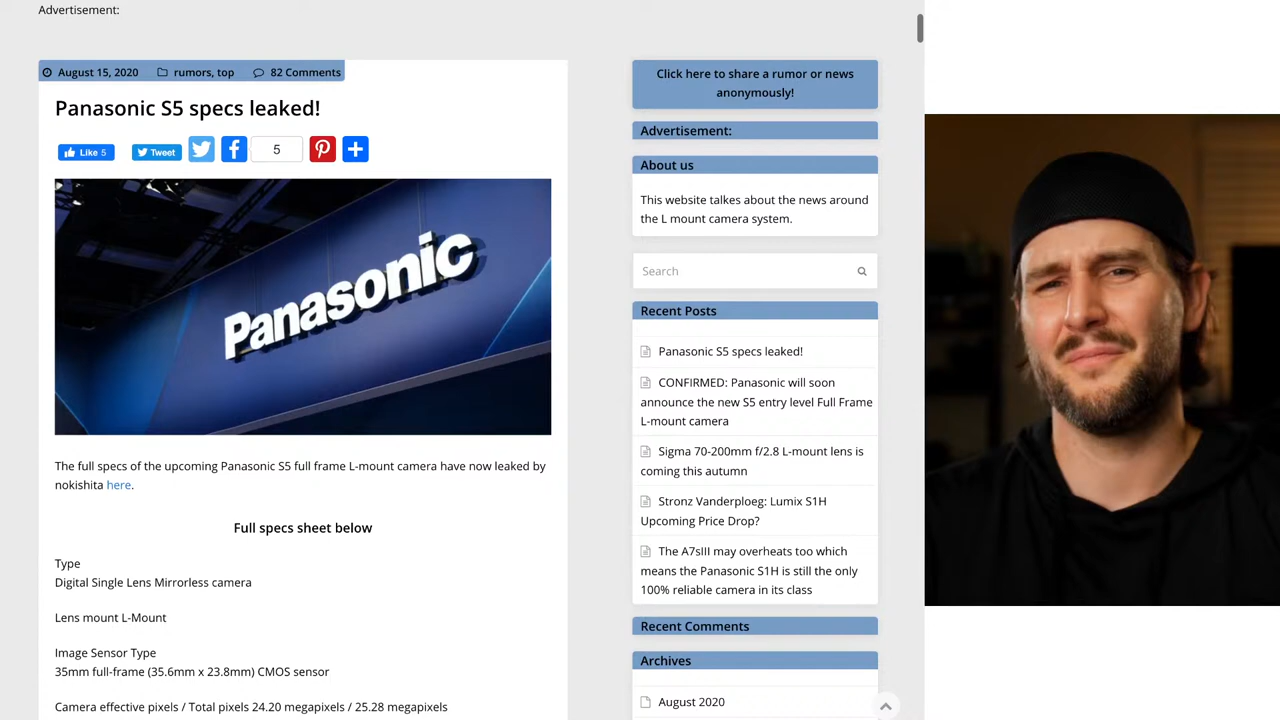 Advertisement:
August 15, 2020 rumors, top 82 Comments
Panasonic S5 specs leaked!
Like 5 Tweet 5
Panasonic
The full specs of the upcoming Panasonic S5 full frame L-mount camera have now leaked by
nokishita here.
Full specs sheet below
Type
Digital Single Lens Mirrorless camera
Lens mount L-Mount
Image Sensor Type
35mm full-frame (35.6mm x 23.8mm) CMOS sensor
Camera effective pixels / Total pixels 24.20 megapixels / 25.28 megapixels
Click here to share a rumor or news
anonymously!
Advertisement:
About us
This website talks about the news around
the L mount camera system.
Search
Recent Posts
Panasonic S5 specs leaked!
CONFIRMED: Panasonic will soon
announce the new S5 entry level Full Frame
L-mount camera
Sigma 70-200mm f/2.8 L-mount lens is
coming this autumn
Stronz Vanderploeg: Lumix S1H
Upcoming Price Drop?
The A7sIII may overheats too which
means the Panasonic S1H is still the only
100% reliable camera in its class
Recent Comments
Archives
August 2020